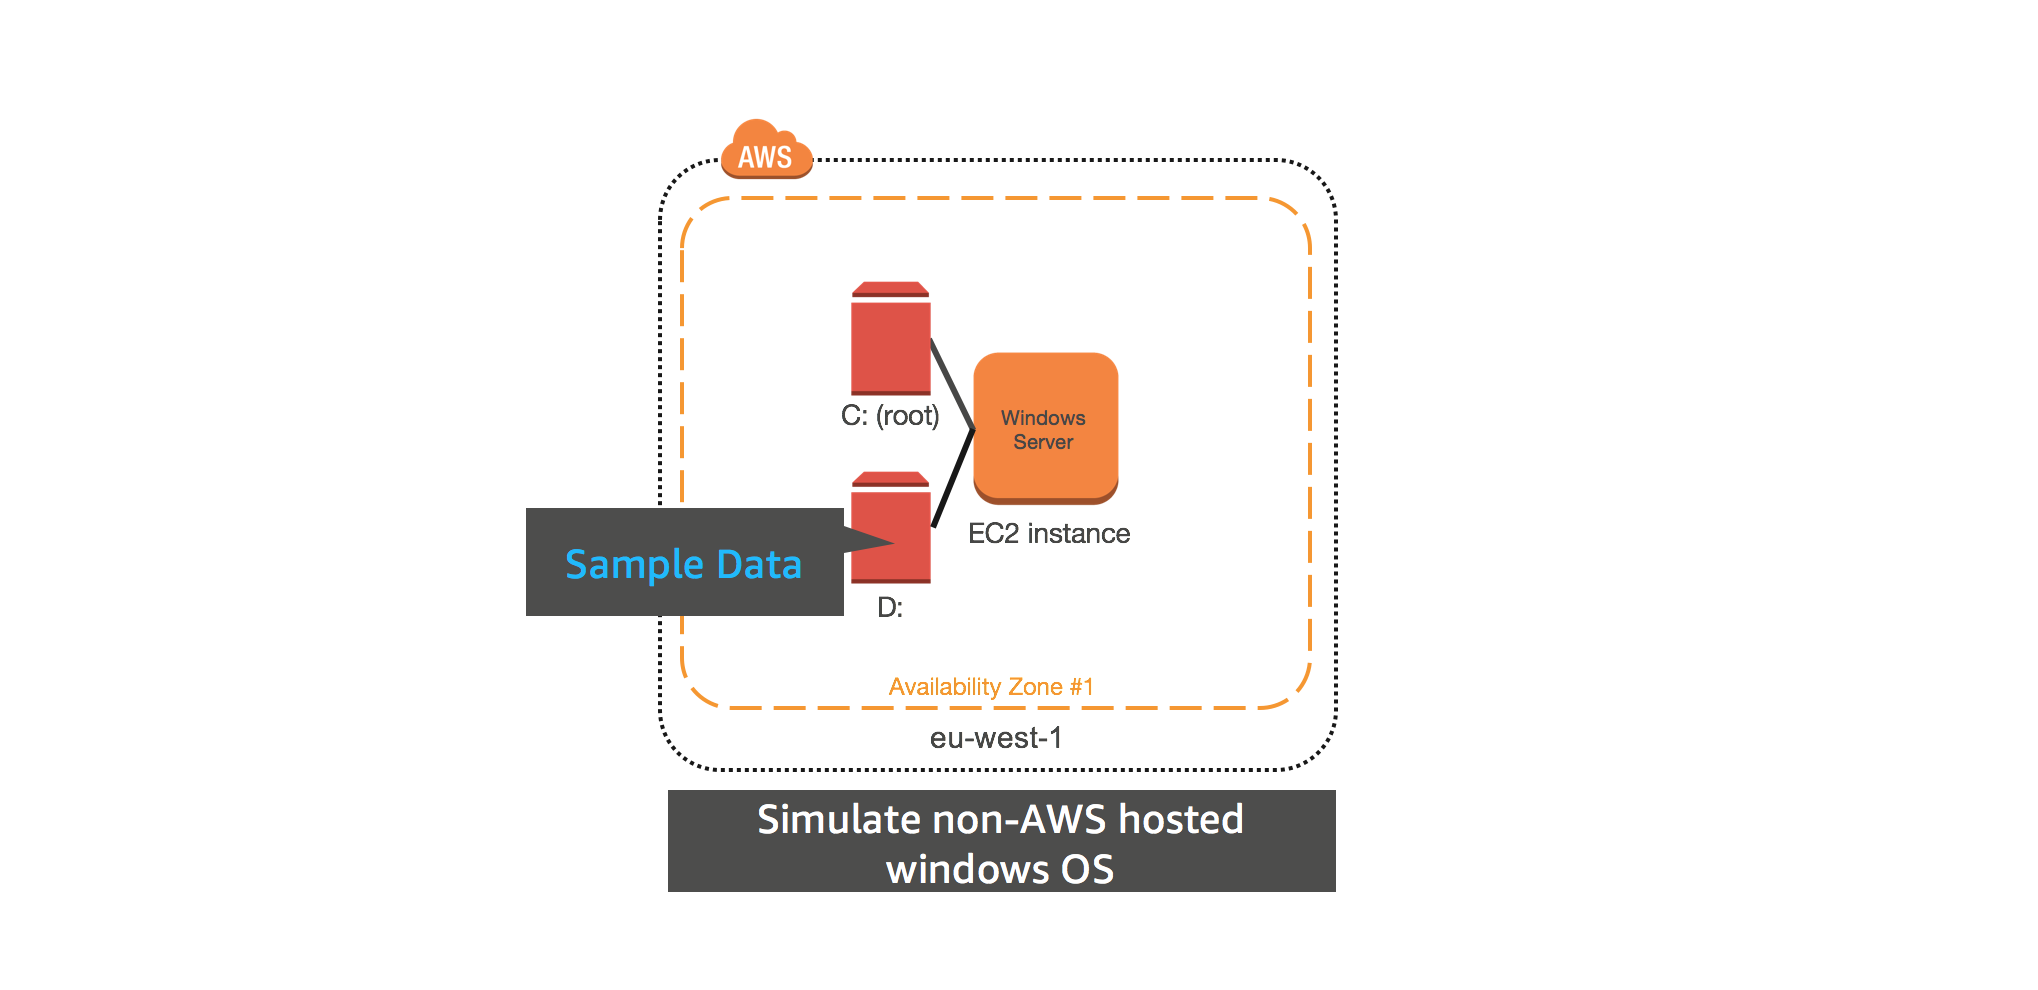 AWS
C: (root)
Windows
Server
EC2 instance
Sample Data
D:
Availability Zone #1
eu-west-1
Simulate non-AWS hosted
windows OS